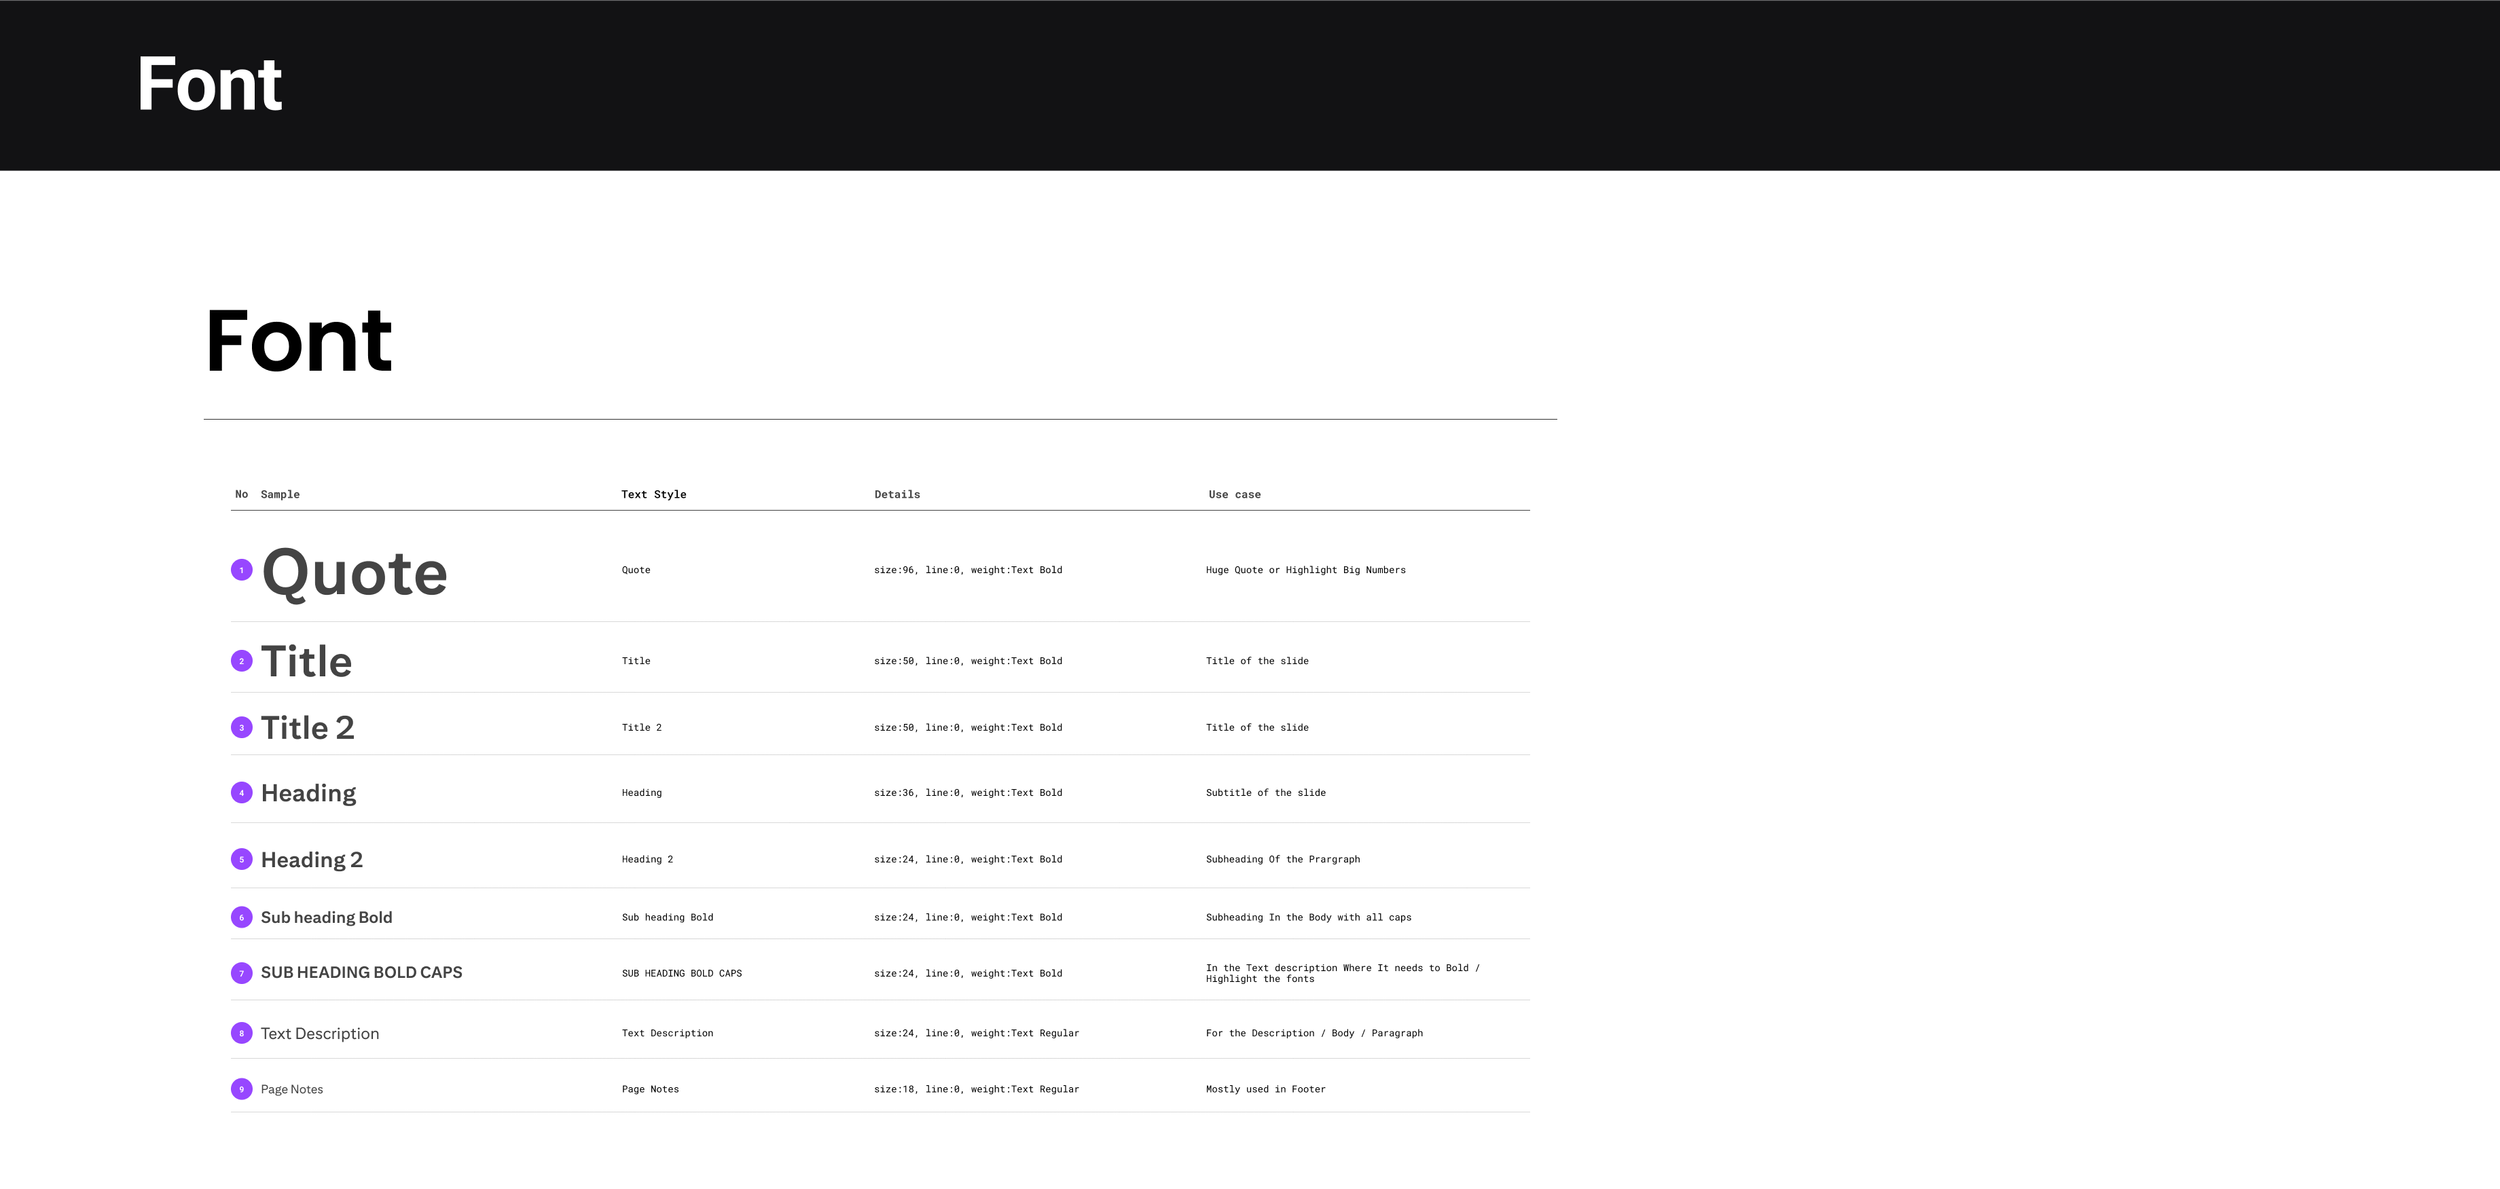 Font
Font
No Sample Text Style Details Use case
1 Quote Quote size:96, line:0, weight:Text Bold Huge Quote or Highlight Big Numbers
2 Title Title size:50, line:0, weight:Text Bold Title of the slide
3 Title 2 Title 2 size:50, line:0, weight:Text Bold Title of the slide
4 Heading Heading size:36, line:0, weight:Text Bold Subtitle of the slide
5 Heading 2 Heading 2 size:24, line:0, weight:Text Bold Subheading Of the Prargraph
6 Sub heading Bold Sub heading Bold size:24, line:0, weight:Text Bold Subheading In the Body with all caps
7 SUB HEADING BOLD CAPS SUB HEADING BOLD CAPS size:24, line:0, weight:Text Bold In the Text description Where It needs to Bold /
Highlight the fonts
8 Text Description Text Description size:24, line:0, weight:Text Regular For the Description / Body / Paragraph
9 Page Notes Page Notes size:18, line:0, weight:Text Regular Mostly used in Footer